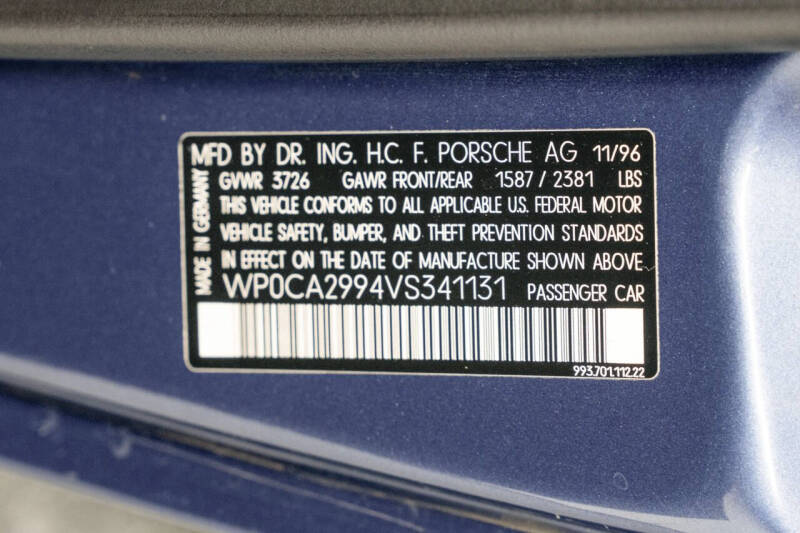 MFD BY DR. ING. H.C. F. PORSCHE AG 11/96
GVWR 3726 GAWR FRONT/REAR 1587 / 2381 LBS
THIS VEHICLE CONFORMS TO ALL APPLICABLE U.S. FEDERAL MOTOR
VEHICLE SAFETY, BUMPER, AND THEFT PREVENTION STANDARDS
IN EFFECT ON THE DATE OF MANUFACTURE SHOWN ABOVE
WP0CA2994VS341131 PASSENGER CAR
993.701.112.22
MADE IN GERMANY